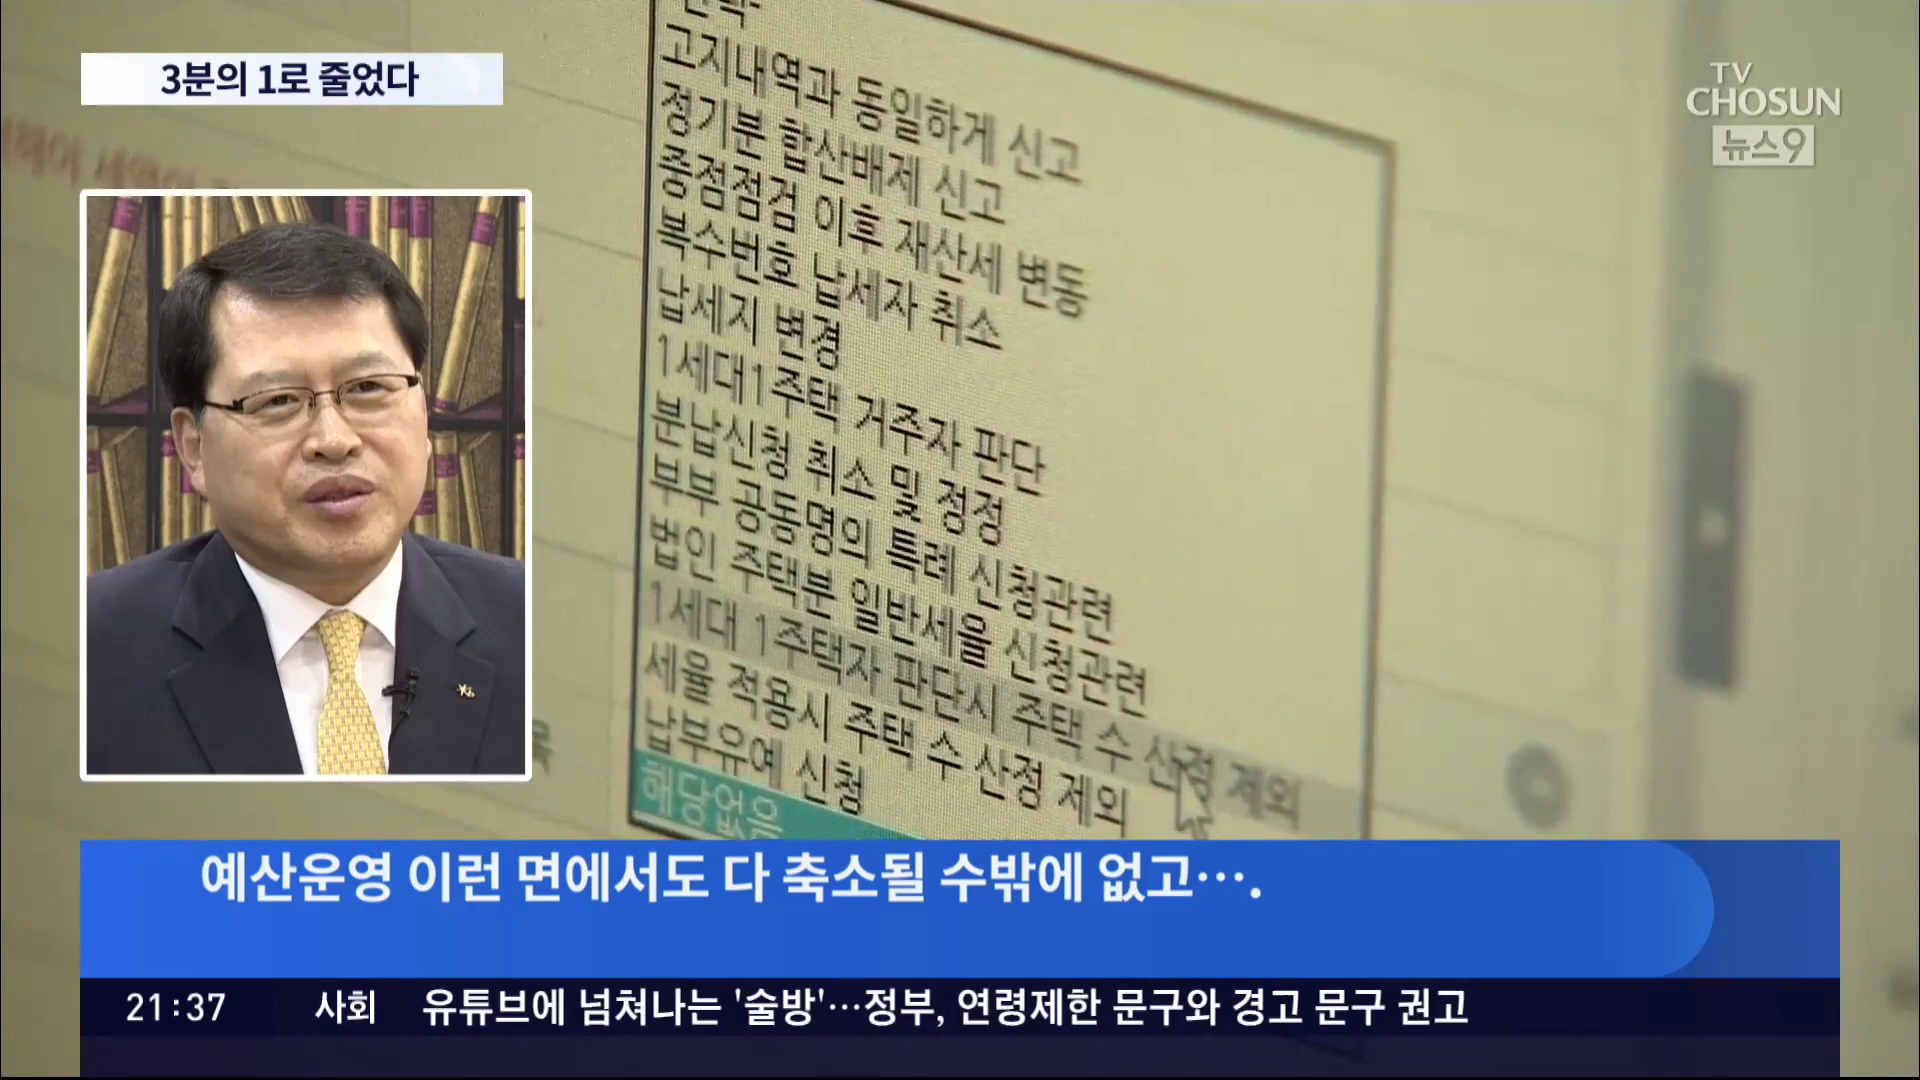 3분의 1로 줄었다
TV
CHOSUN
뉴스9
고지내역과 동일하게 신고
정기분 합산배제 신고
중점점검 이후 재산세 변동
복수번호 납세자 취소
납세지 변경
1세대1주택 거주자 판단
분납신청 취소 및 정정
부부 공동명의 특례 신청관련
법인 주택분 일반세율 신청관련
1세대 1주택자 판단시 주택 수 산정 제외
세율 적용시 주택 수 산정 제외
납부유예 신청
해당없음
예산운영 이런 면에서도 다 축소될 수밖에 없고….
21:37 사회 유튜브에 넘쳐나는 '술방'…정부, 연령제한 문구와 경고 문구 권고